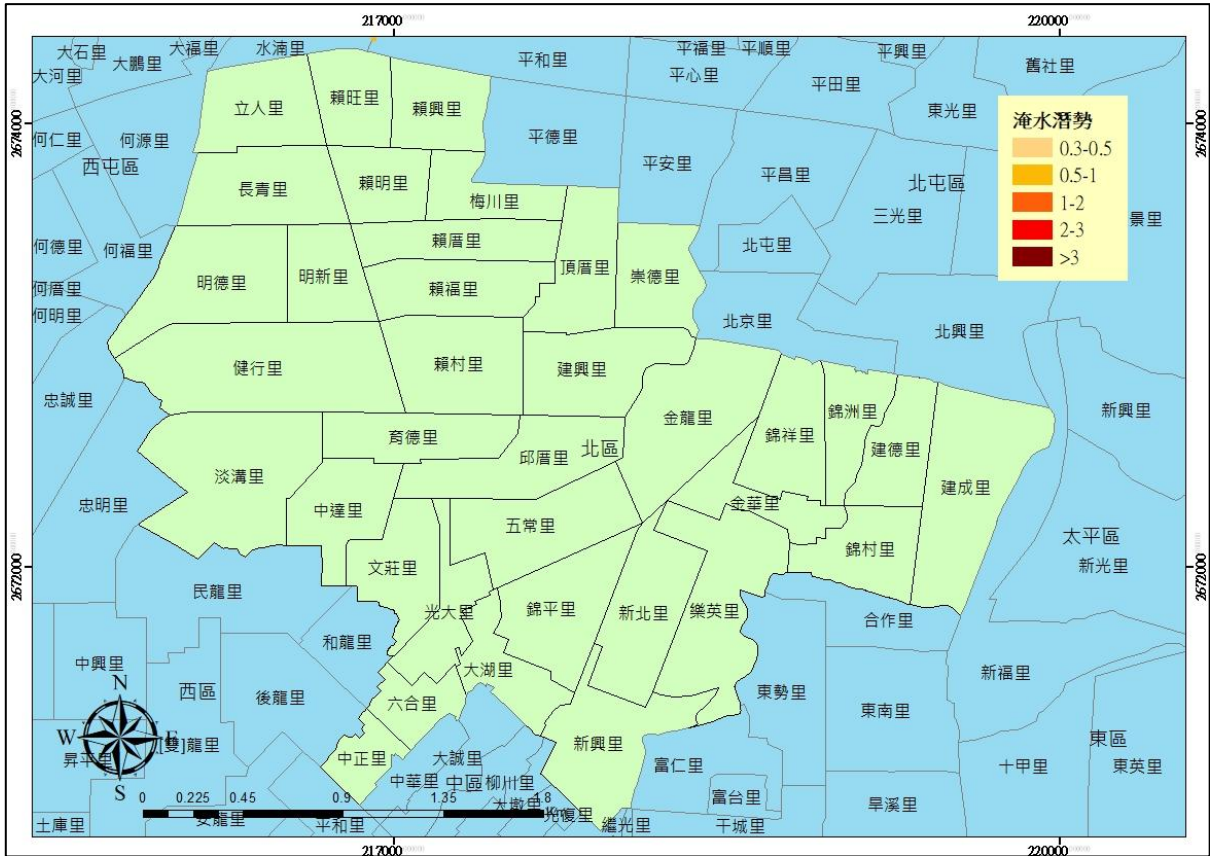 217000
220000
大石里
大福里
水湳里
平和里
平福里
平順里
平興里
舊社里
大河里
大鵬里
平心里
平田里
東光里
立人里
賴旺里
賴興里
淹水潛勢
0.3-0.5
0.5-1
1-2
2-3
>3
2674000
2674000
何仁里
何源里
西屯區
平德里
平安里
平昌里
北屯區
長青里
賴明里
梅川里
三光里
景里
何德里
何福里
賴厝里
頂厝里
崇德里
北屯里
明德里
明新里
賴福里
何厝里
何明里
北京里
北興里
健行里
賴村里
建興里
忠誠里
金龍里
錦祥里
錦洲里
建德里
新興里
育德里
邱厝里
北區
淡溝里
中達里
金華里
建成里
忠明里
五常里
錦村里
太平區
新光里
2672000
2672000
文莊里
民龍里
光大里
錦平里
新北里
樂英里
合作里
和龍里
大湖里
中興里
西區
後龍里
六合里
東勢里
東南里
新福里
東區
N
W
E
S
昇平里
[雙]龍里
中正里
大誠里
新興里
富仁里
十甲里
東英里
中華里
中區
柳川里
富台里
旱溪里
大墩里
光復里
0
0.225
0.45
0.9
1.35
1.8
土庫里
安龍里
平和里
繼光里
干城里
217000
220000